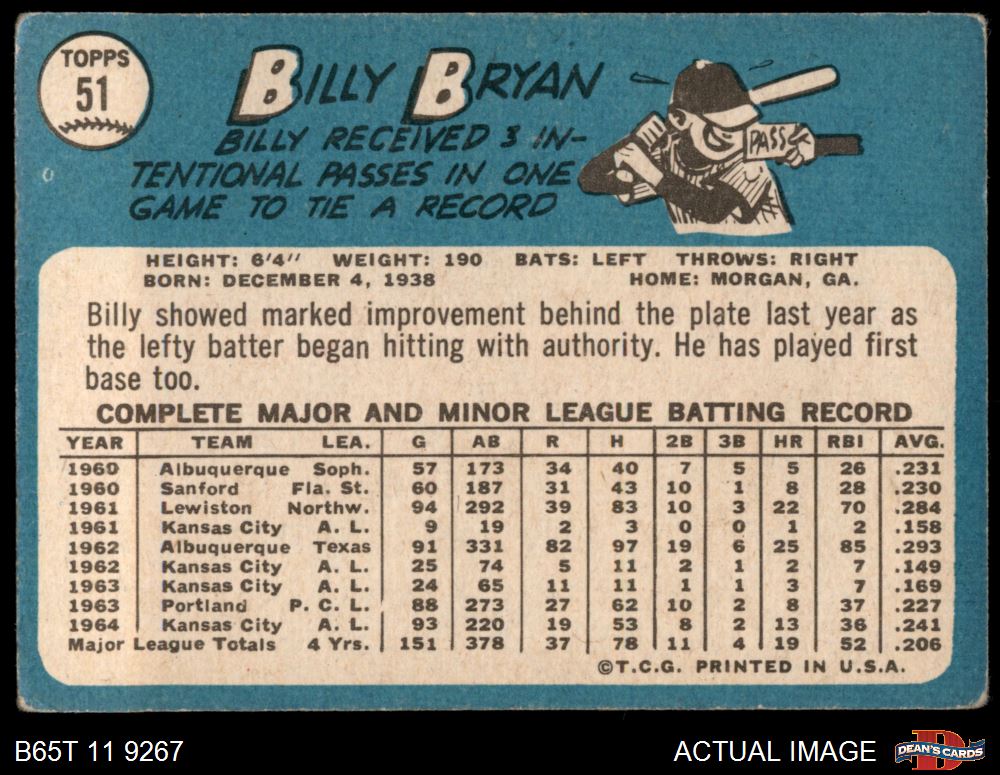 TOPPS
51
BILLY BRYAN
BILLY RECEIVED 3 IN-
TENTIONAL PASSES IN ONE
GAME TO TIE A RECORD
PASS
HEIGHT: 6'4" WEIGHT: 190 BATS: LEFT THROWS: RIGHT
BORN: DECEMBER 4, 1938 HOME: MORGAN, GA.
Billy showed marked improvement behind the plate last year as
the lefty batter began hitting with authority. He has played first
base too.
COMPLETE MAJOR AND MINOR LEAGUE BATTING RECORD
YEAR TEAM LEA. G AB R H 2B 3B HR RBI AVG.
1960 Albuquerque Soph. 57 173 34 40 7 5 5 26 .231
1960 Sanford Fla. St. 60 187 31 43 10 1 8 28 .230
1961 Lewiston Northw. 94 292 39 83 10 3 22 70 .284
1961 Kansas City A. L. 9 19 2 3 0 0 1 2 .158
1962 Albuquerque Texas 91 331 82 97 19 6 25 85 .293
1962 Kansas City A. L. 25 74 5 11 2 1 2 7 .149
1963 Kansas City A. L. 24 65 11 11 1 1 3 7 .169
1963 Portland P. C. L. 88 273 27 62 10 2 8 37 .227
1964 Kansas City A. L. 93 220 19 53 8 2 13 36 .241
Major League Totals 4 Yrs. 151 378 37 78 11 4 19 52 .206
©T.C.G. PRINTED IN U.S.A.
B65T 11 9267 ACTUAL IMAGE
DEAN'S CARDS